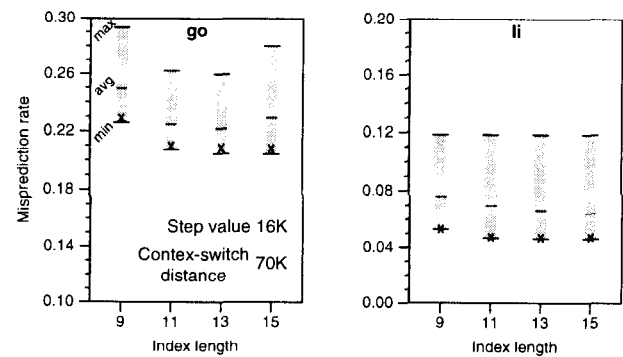 go
li
Misprediction rate
0.30
0.26
0.22
0.18
0.14
0.10
max
avg
min
Step value 16K
Contex-switch distance 70K
9 11 13 15
Index length
0.20
0.16
0.12
0.08
0.04
0.00
9 11 13 15
Index length